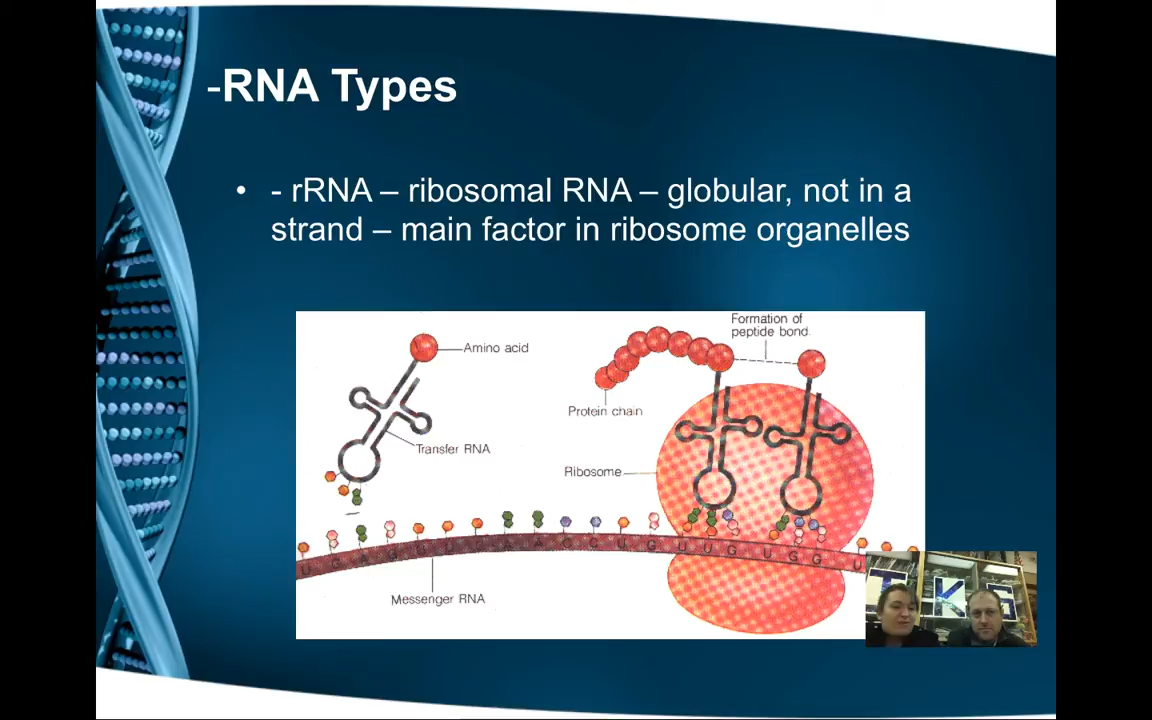 -RNA Types
• - rRNA – ribosomal RNA – globular, not in a
strand – main factor in ribosome organelles
Formation of
peptide bond
Amino acid
Protein chain
Transfer RNA
Ribosome
U G A G U U A A C C U G U U G U G G U
Messenger RNA
T K S